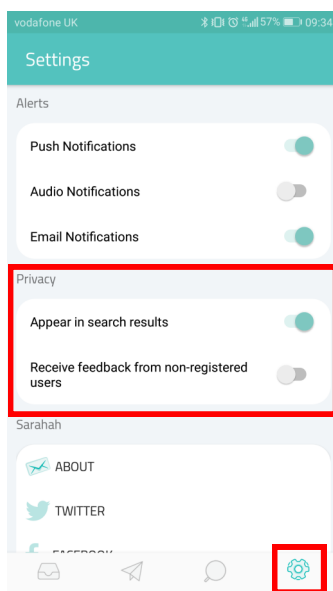 vodafone UK 57% 09:34
Settings
Alerts
Push Notifications
Audio Notifications
Email Notifications
Privacy
Appear in search results
Receive feedback from non-registered
users
Sarahah
ABOUT
TWITTER
FACEBOOK